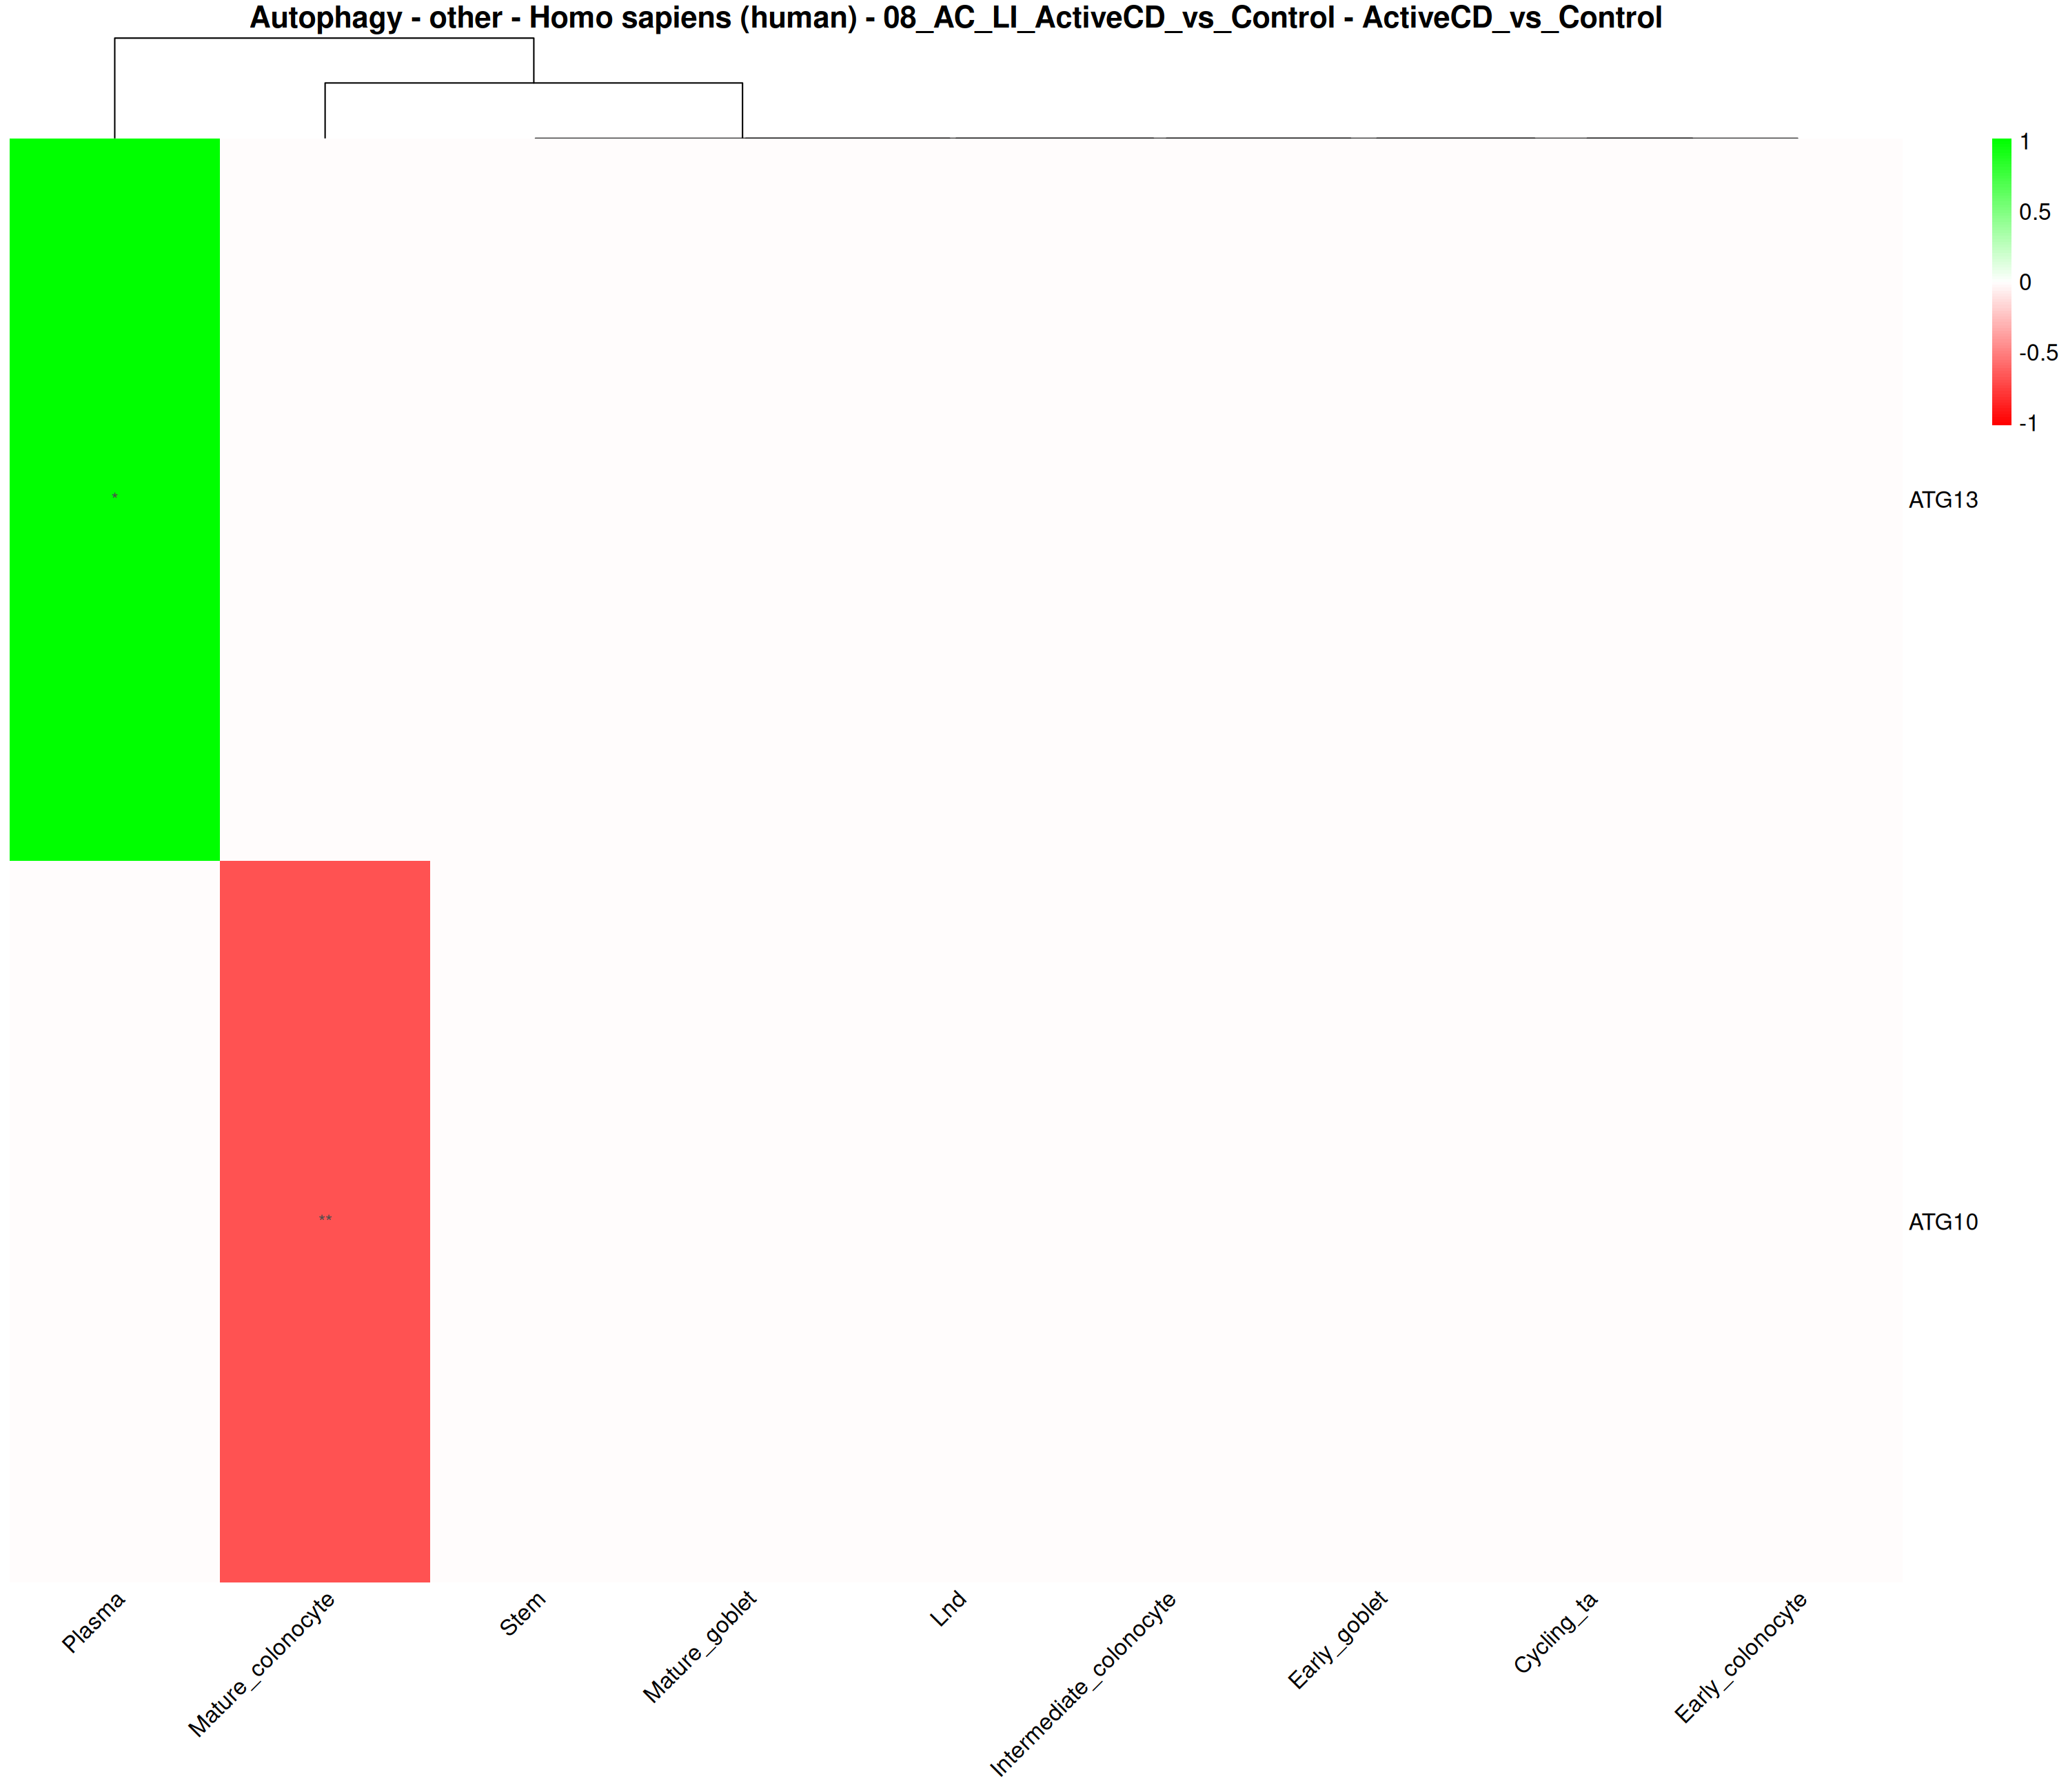 Autophagy - other - Homo sapiens (human) - 08_AC_LI_ActiveCD_vs_Control - ActiveCD_vs_Control
1
0.5
0
-0.5
-1
*
ATG13
**
ATG10
Plasma
Mature_colonocyte
Stem
Mature_goblet
Lnd
Intermediate_colonocyte
Early_goblet
Cycling_ta
Early_colonocyte